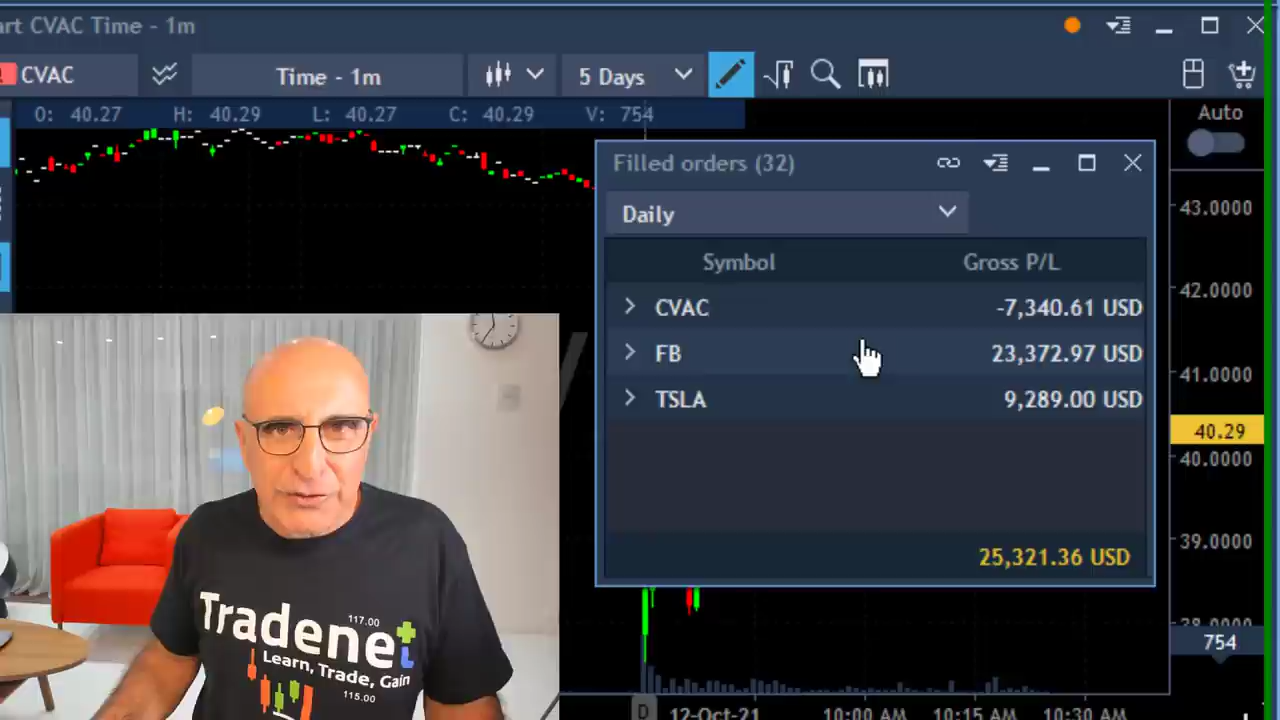 art CVAC Time - 1m
CVAC
Time - 1m
5 Days
O: 40.27 H: 40.29 L: 40.27 C: 40.29 V: 754
Auto
Filled orders (32)
Daily
Symbol Gross P/L
CVAC -7,340.61 USD
FB 23,372.97 USD
TSLA 9,289.00 USD
25,321.36 USD
43.0000
42.0000
41.0000
40.29
40.0000
39.0000
38.0000
754
D 12-Oct-21 10:00 AM 10:15 AM 10:30 AM
117.00
Tradenet
Learn, Trade, Gain
115.00